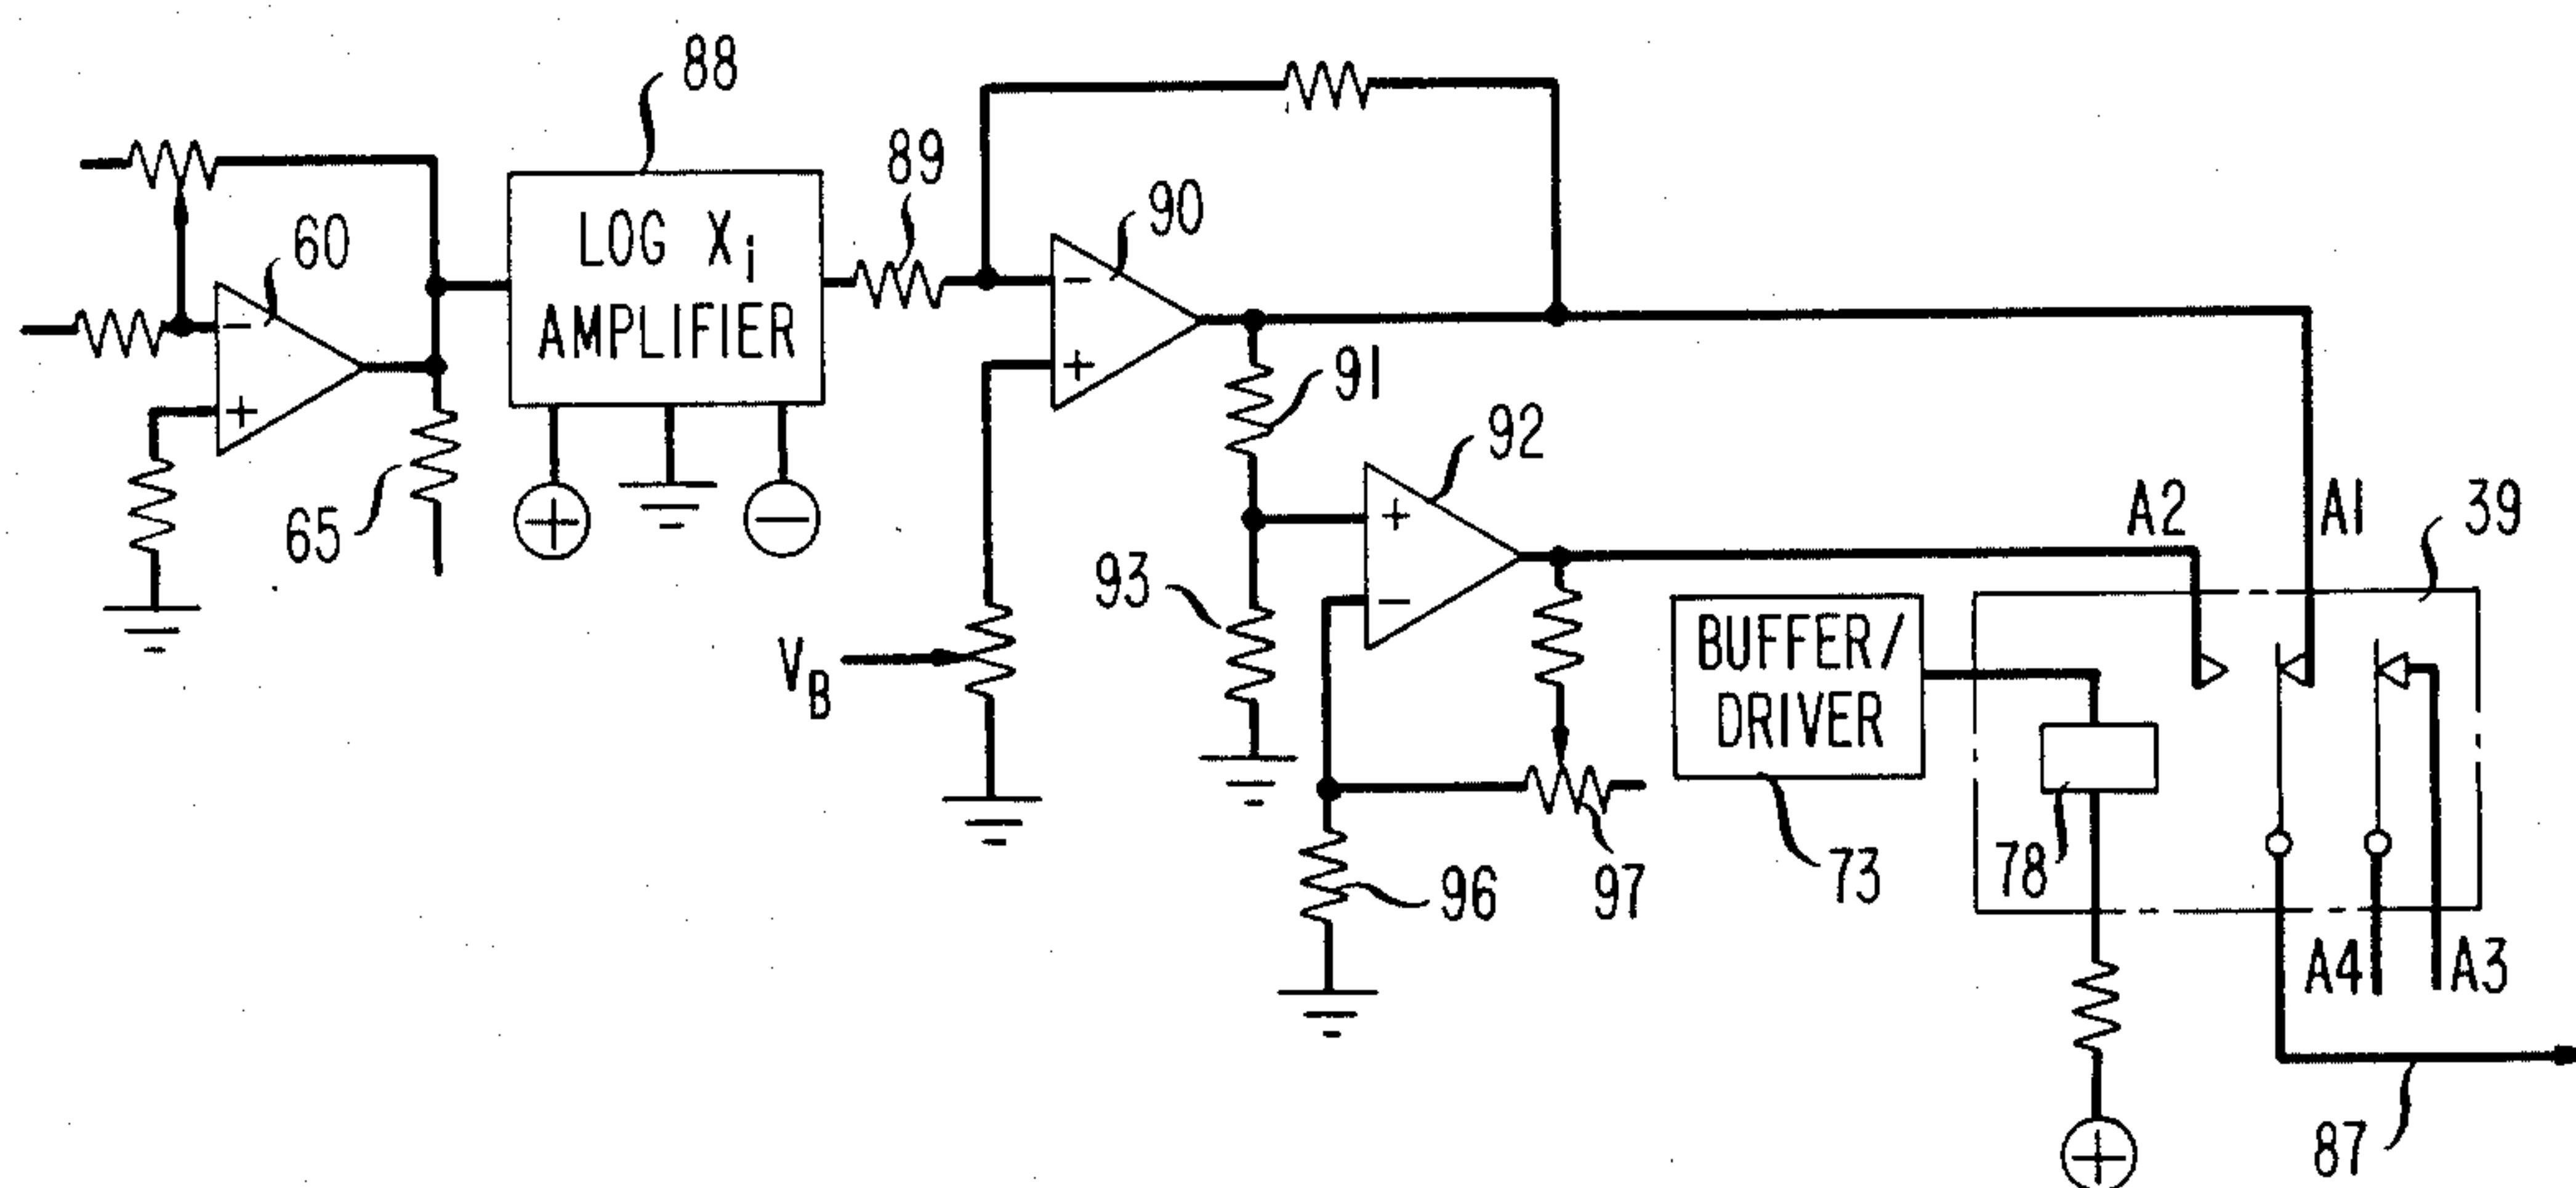 88
89
90
60
LOG Xi
AMPLIFIER
-
+
-
+
91
92
65
+
-
93
+
-
A2
A1
39
VB
BUFFER/
DRIVER
73
78
96
97
A4
A3
87
+